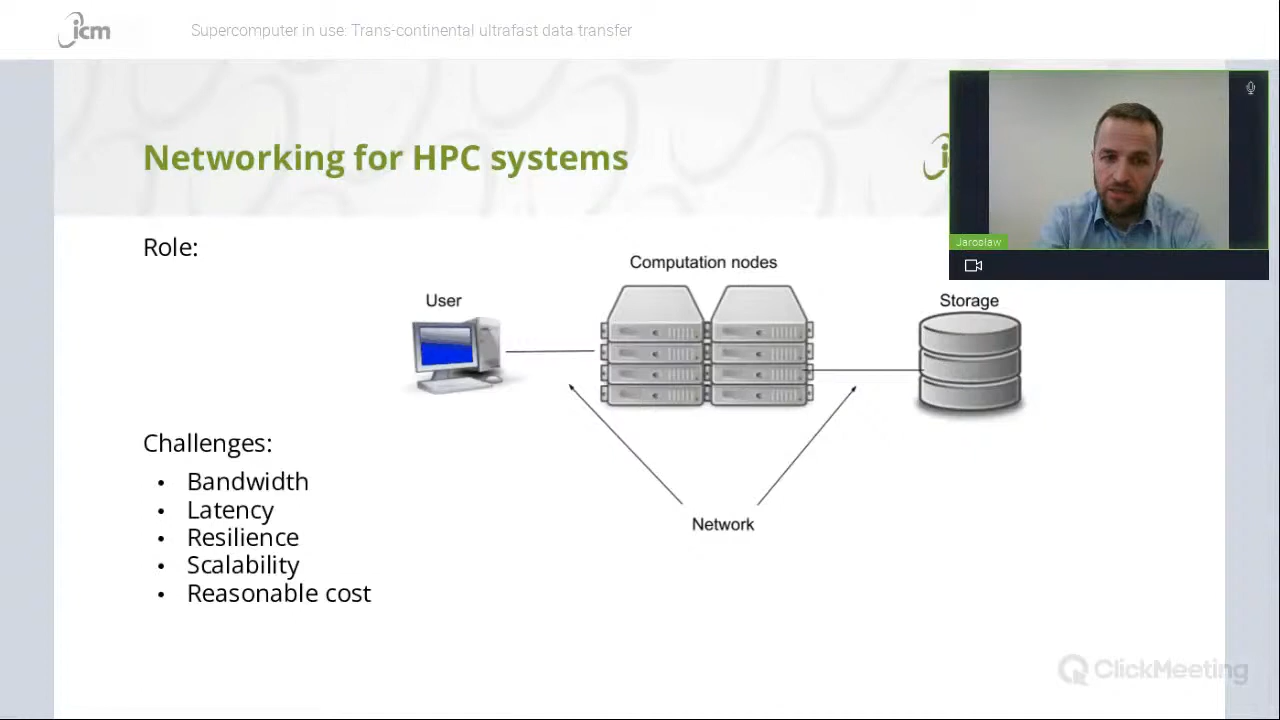 icm
Supercomputer in use: Trans-continental ultrafast data transfer
Networking for HPC systems
Jarosław
Role:
Computation nodes
User
Storage
Challenges:
• Bandwidth
• Latency
• Resilience
• Scalability
• Reasonable cost
Network
ClickMeeting